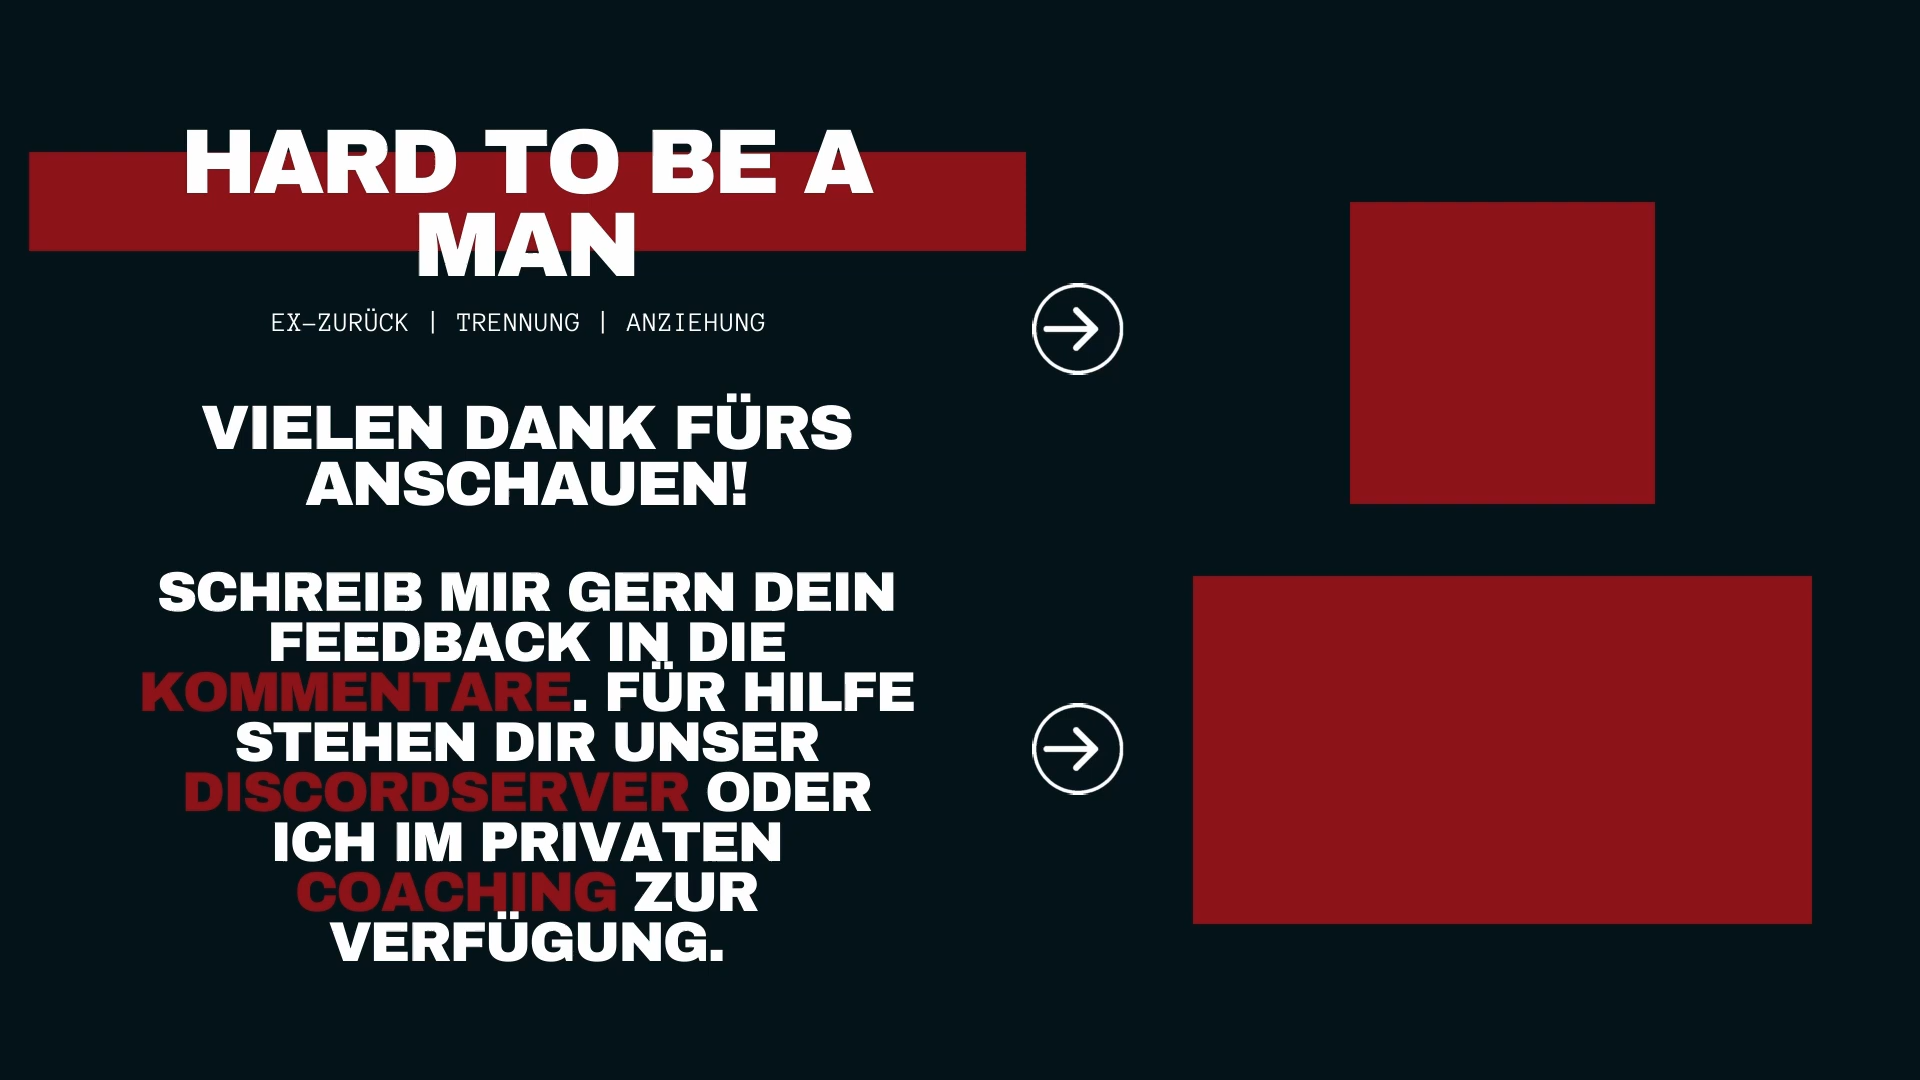 HARD TO BE A
MAN
EX-ZURÜCK | TRENNUNG | ANZIEHUNG
VIELEN DANK FÜRS
ANSCHAUEN!
SCHREIB MIR GERN DEIN
FEEDBACK IN DIE
KOMMENTARE. FÜR HILFE
STEHEN DIR UNSER
DISCORDSERVER ODER
ICH IM PRIVATEN
COACHING ZUR
VERFÜGUNG.